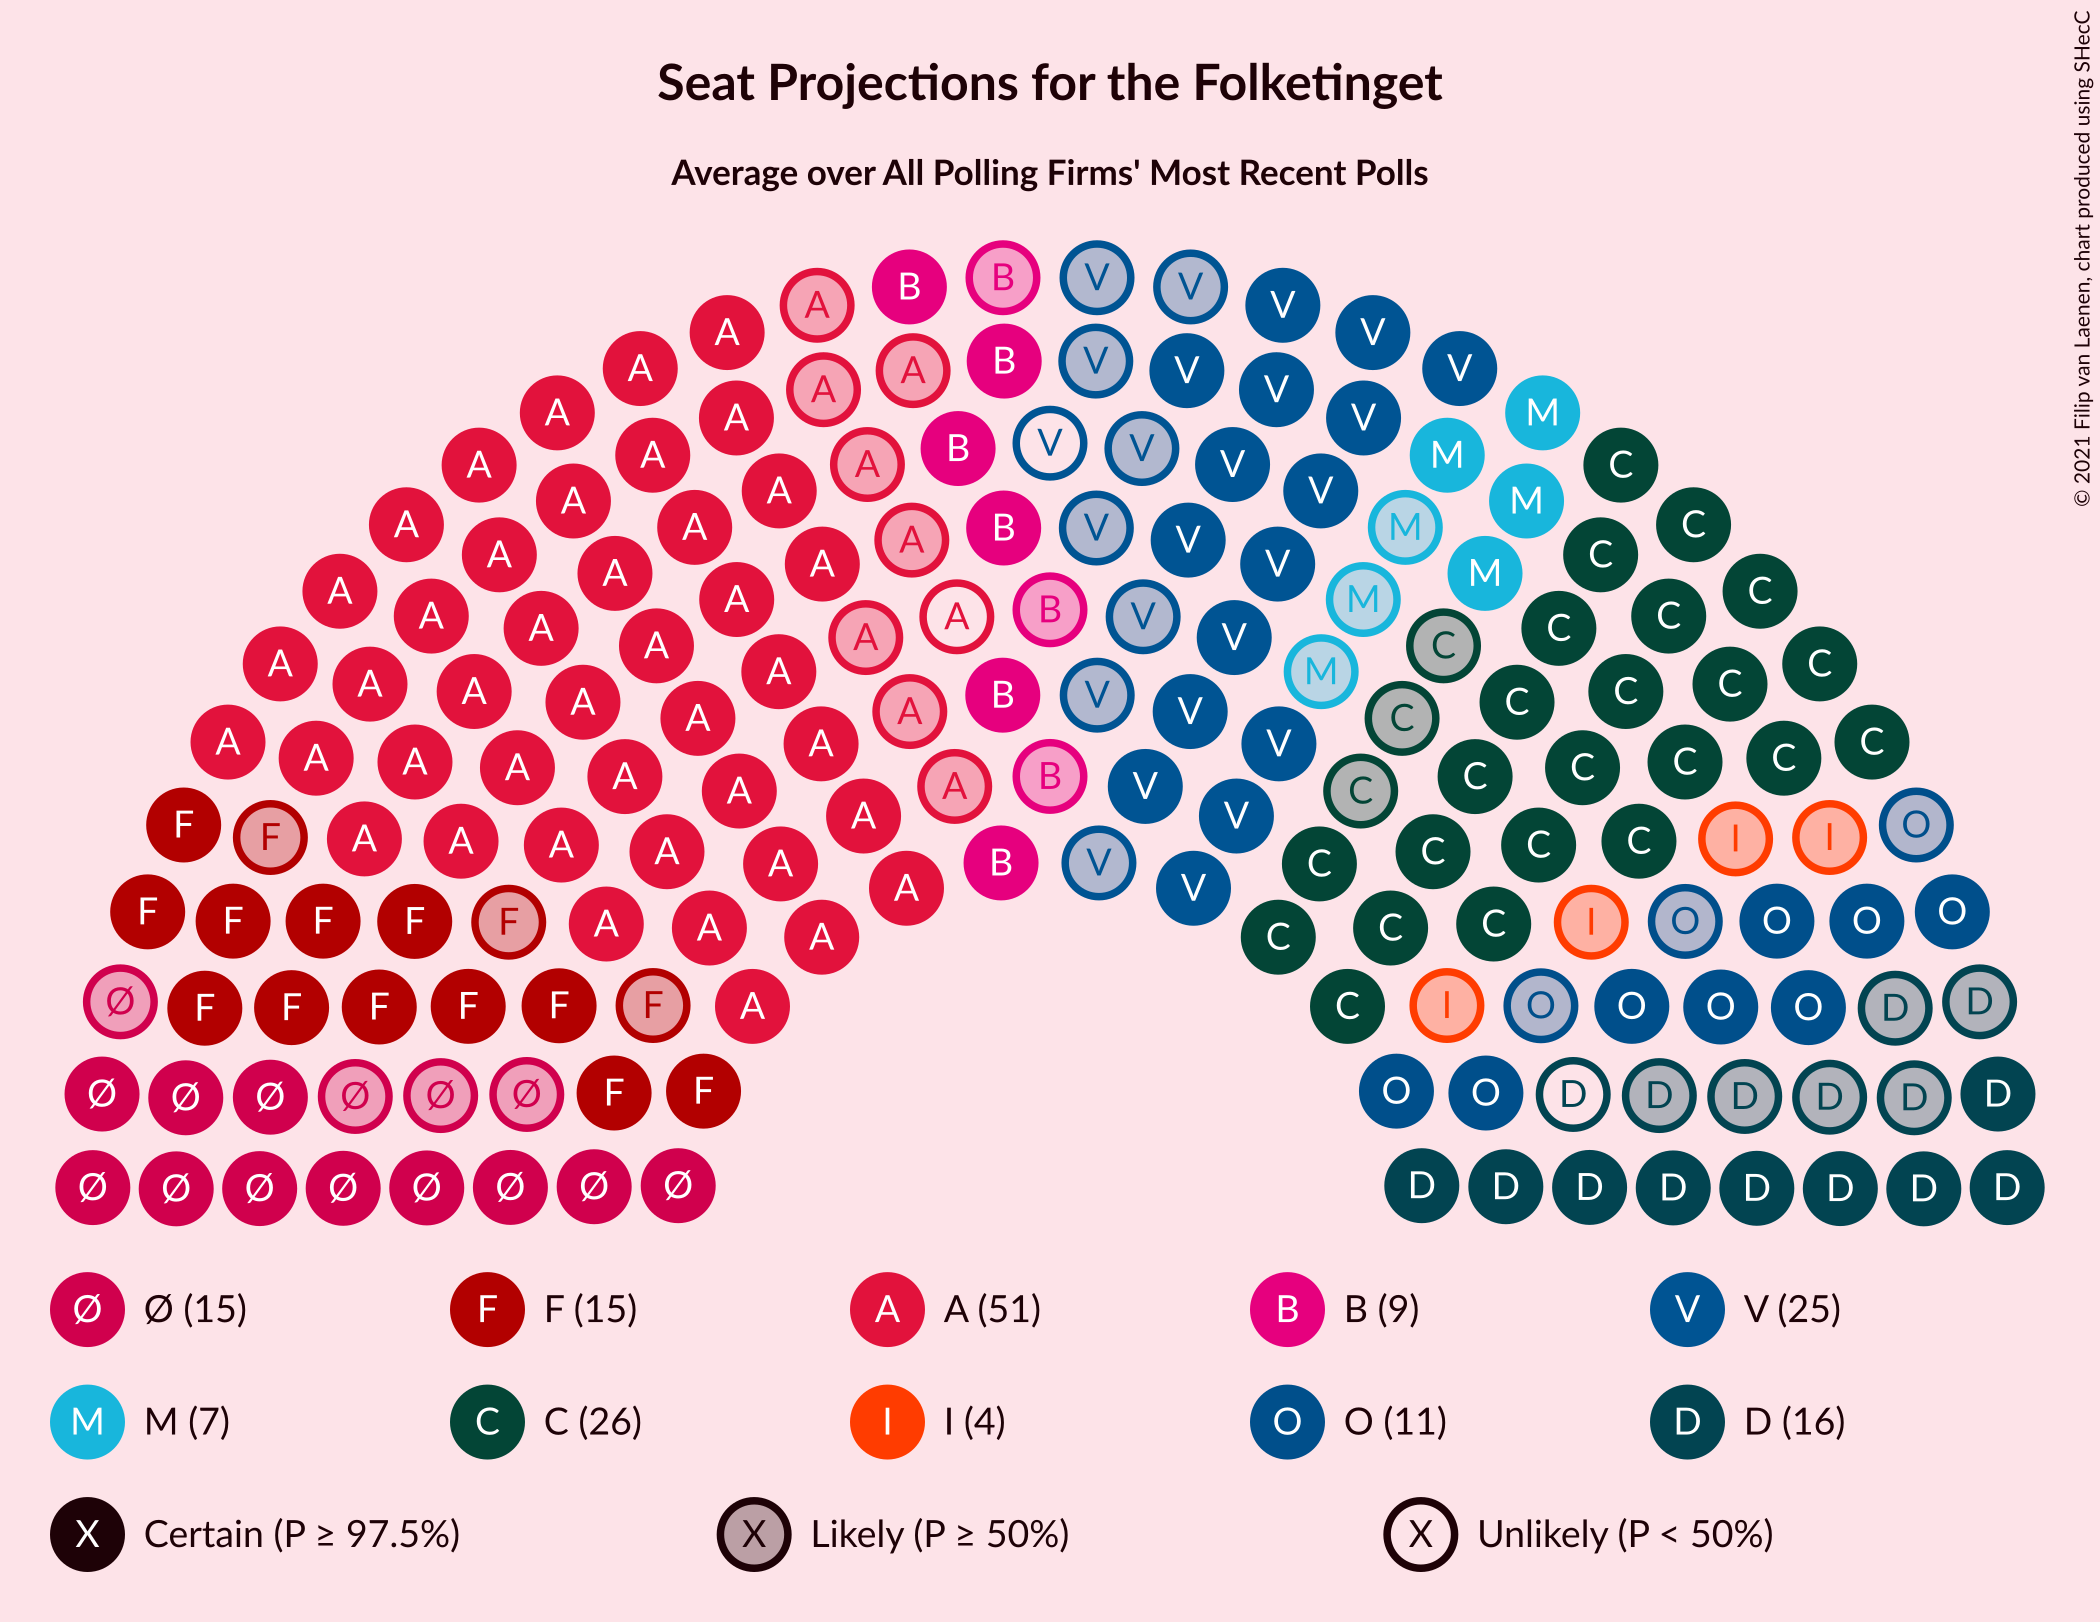 Seat Projections for the Folketinget
Average over All Polling Firms' Most Recent Polls
© 2021 Filip van Laenen, chart produced using SHecC
B B V V
A V
A B V V V
A A V
A A V M
A B V V
A A V M M C
A A B V V M
A A M C
A A A V V M C
A A B V C
A A A V M C C
A A A B V V C
A A C C C
F F A A A A A A B V V C C C C I I O
A A A B V V C C
F F F F F A A A C C C I O O O O
Ø F F F F F F A C I O O O O D D
Ø Ø Ø Ø Ø Ø F F O O D D D D D D
Ø Ø Ø Ø Ø Ø Ø Ø D D D D D D D D
Ø Ø (15) F F (15) A A (51) B B (9) V V (25)
M M (7) C C (26) I I (4) O O (11) D D (16)
X Certain (P ≥ 97.5%) X Likely (P ≥ 50%) X Unlikely (P < 50%)